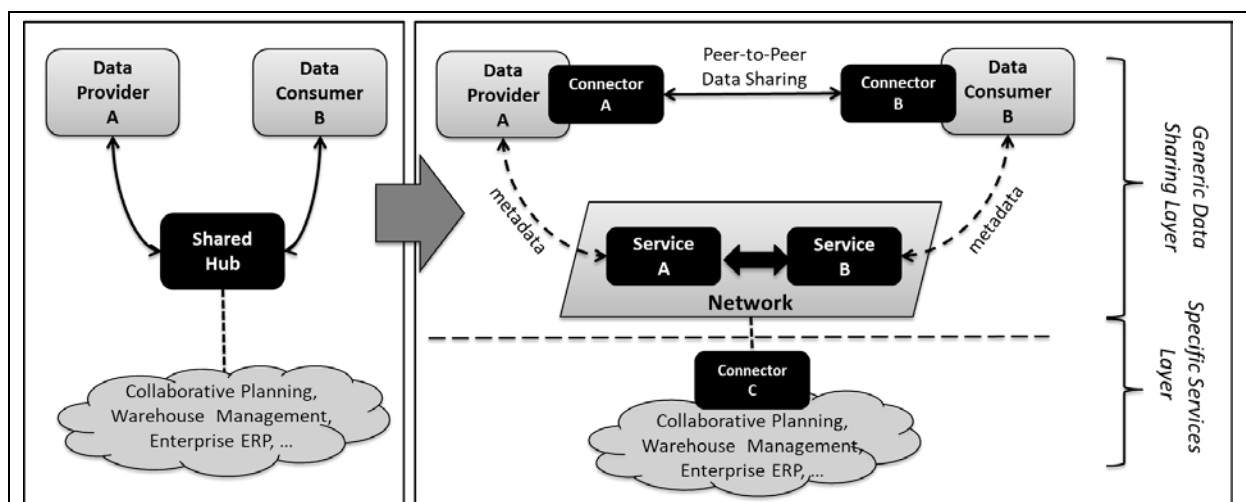 Data
Provider
A
Data
Consumer
B
Shared
Hub
Collaborative Planning,
Warehouse Management,
Enterprise ERP, ...
Data
Provider
A
Connector
A
Peer-to-Peer
Data Sharing
Connector
B
Data
Consumer
B
metadata
metadata
Service
A
Service
B
Network
Connector
C
Collaborative Planning,
Warehouse Management,
Enterprise ERP, ...
Generic Data
Sharing Layer
Specific Services
Layer